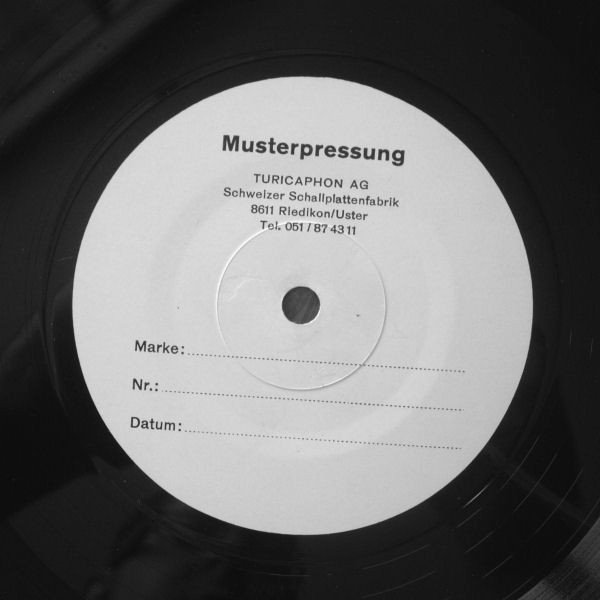 Musterpressung
TURICAPHON AG
Schweizer Schallplattenfabrik
8611 Riedikon/Uster
Tel. 051 / 87 43 11
Marke:
Nr.:
Datum: